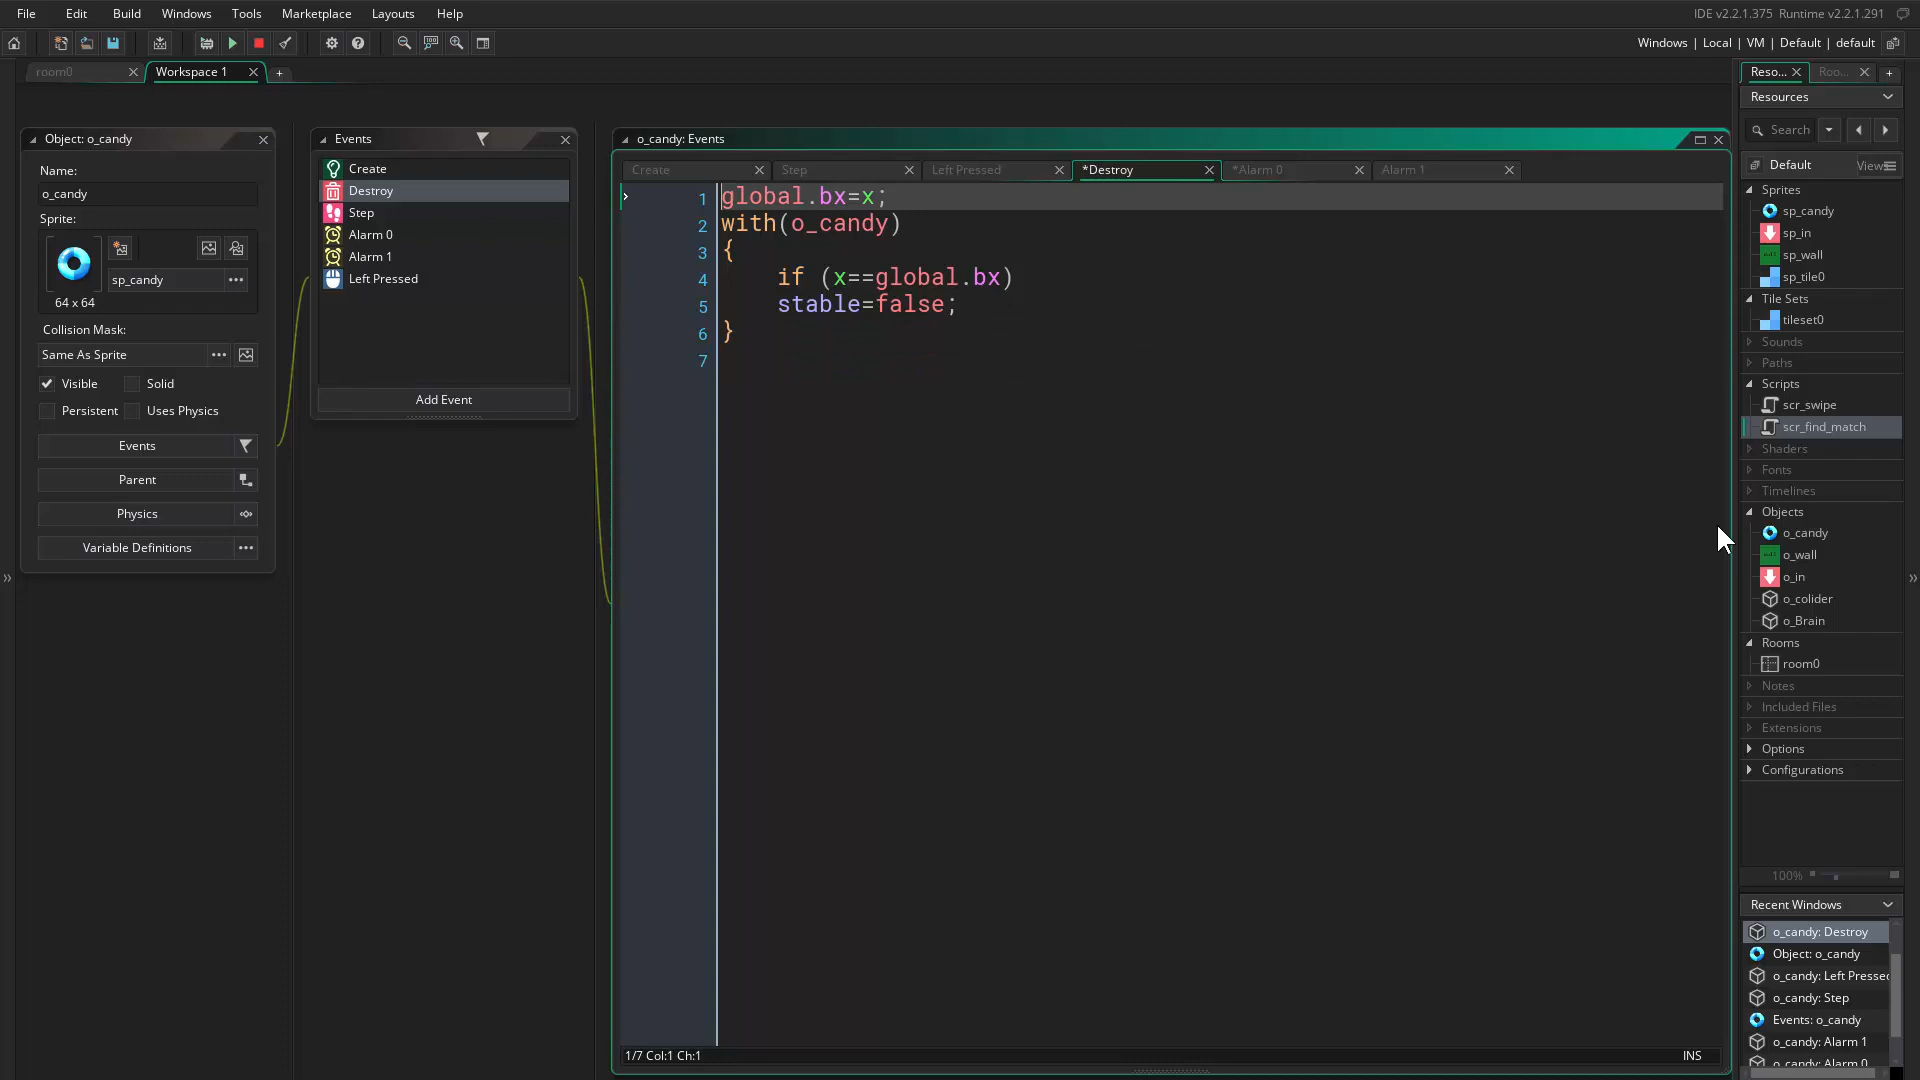 File Edit Build Windows Tools Marketplace Layouts Help
IDE v2.2.1.375 Runtime v2.2.1.291
Windows | Local | VM | Default | default
room0
Workspace 1
Object: o_candy
Name:
o_candy
Sprite:
sp_candy
64 x 64
Collision Mask:
Same As Sprite
Visible Solid
Persistent Uses Physics
Events
Parent
Physics
Variable Definitions
Events
Create
Destroy
Step
Alarm 0
Alarm 1
Left Pressed
Add Event
o_candy: Events
Create Step Left Pressed *Destroy *Alarm 0 Alarm 1
1 global.bx=x;
2 with(o_candy)
3 {
4 if (x==global.bx)
5 stable=false;
6 }
7
1/7 Col:1 Ch:1
INS
Reso... Roo...
Resources
Search
Default View
Sprites
sp_candy
sp_in
sp_wall
sp_tile0
Tile Sets
tileset0
Sounds
Paths
Scripts
scr_swipe
scr_find_match
Shaders
Fonts
Timelines
Objects
o_candy
o_wall
o_in
o_colider
o_Brain
Rooms
room0
Notes
Included Files
Extensions
Options
Configurations
100%
Recent Windows
o_candy: Destroy
Object: o_candy
o_candy: Left Pressed
o_candy: Step
Events: o_candy
o_candy: Alarm 1
o_candy: Alarm 0